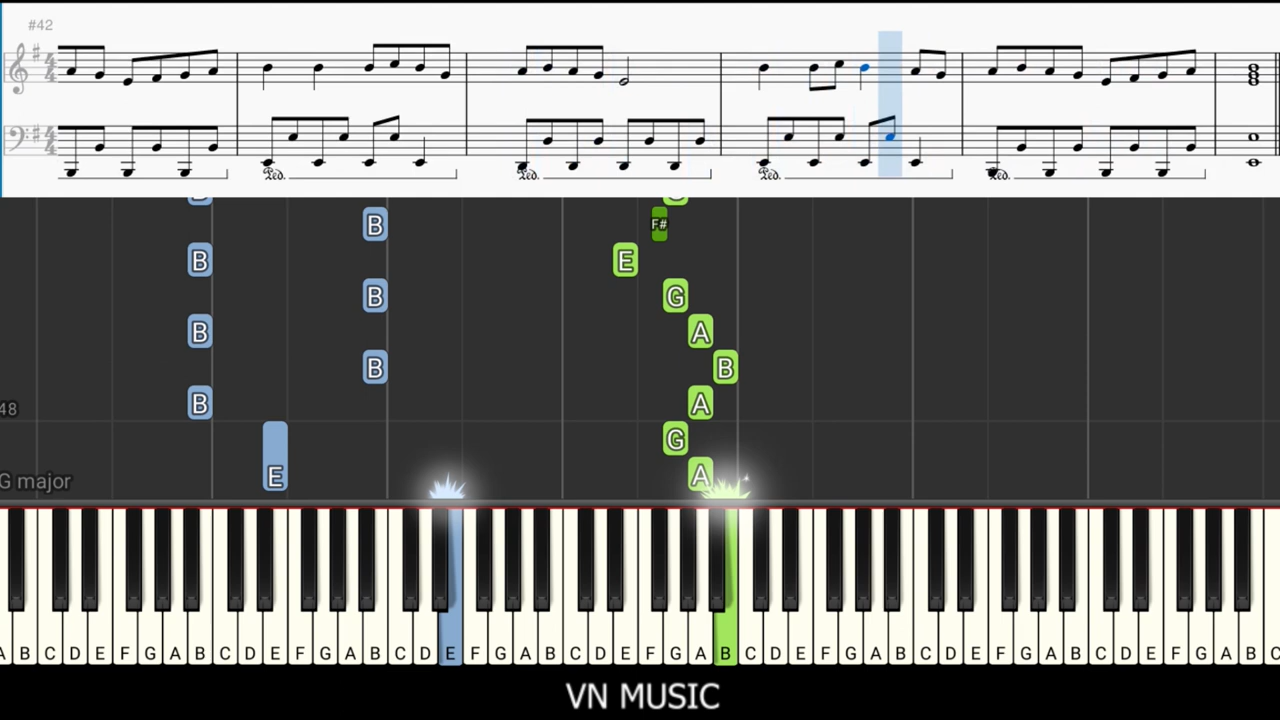 #42
B
B F#
B E
B G
B A
B B
B A
48
G
E A
G major
A B C D E F G A B C D E F G A B C D E F G A B C D E F G A B C D E F G A B C D E F G A B C D E F G A B C
VN MUSIC